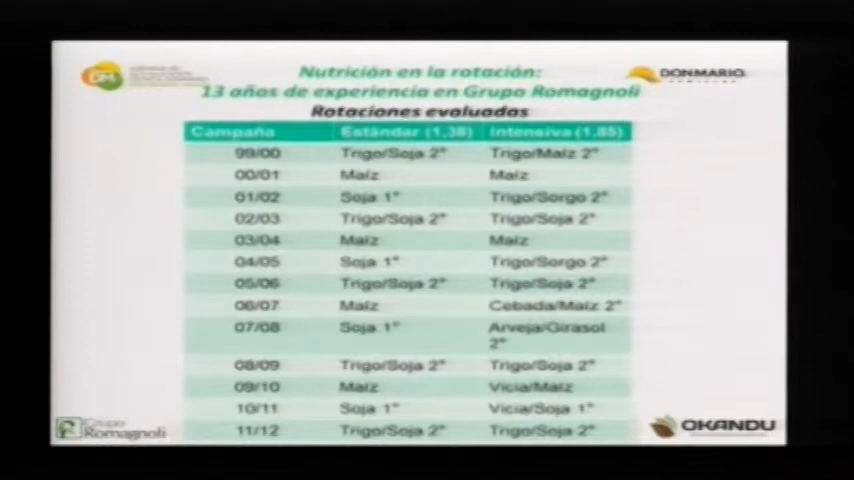 Nutrición en la rotación:
13 años de experiencia en Grupo Romagnoli
DONMARIO
Rotaciones evaluadas
Campaña Estándar (1,38) Intensiva (1,85)
99/00 Trigo/Soja 2° Trigo/Maíz 2°
00/01 Maíz Maíz
01/02 Soja 1° Trigo/Sorgo 2°
02/03 Trigo/Soja 2° Trigo/Soja 2°
03/04 Maíz Maíz
04/05 Soja 1° Trigo/Sorgo 2°
05/06 Trigo/Soja 2° Trigo/Soja 2°
06/07 Maíz Cebada/Maíz 2°
07/08 Soja 1° Arveja/Girasol
2°
08/09 Trigo/Soja 2° Trigo/Soja 2°
09/10 Maíz Vicia/Maíz
10/11 Soja 1° Vicia/Soja 1°
11/12 Trigo/Soja 2° Trigo/Soja 2°
Grupo
Romagnoli
OKANDU